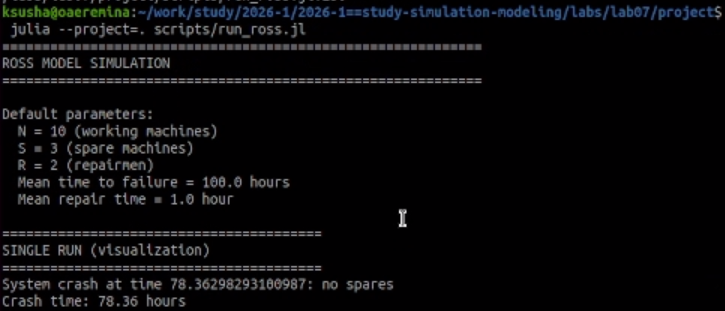 ksusha@oaeremina:~/work/study/2026-1/2026-1==study-simulation-modeling/labs/lab07/project$
julia --project=. scripts/run_ross.jl
============================================================
ROSS MODEL SIMULATION
============================================================
Default parameters:
N = 10 (working machines)
S = 3 (spare machines)
R = 2 (repairmen)
Mean time to failure = 100.0 hours
Mean repair time = 1.0 hour
========================================
SINGLE RUN (visualization)
========================================
System crash at time 78.36298293100987: no spares
Crash time: 78.36 hours